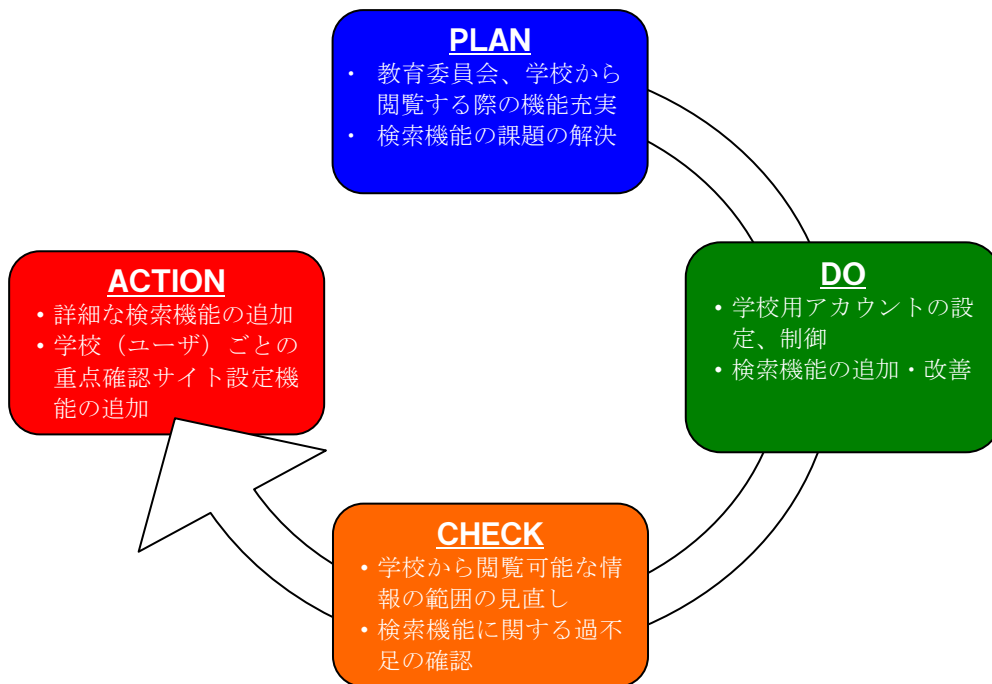 PLAN
・ 教育委員会、学校から
閲覧する際の機能充実
・ 検索機能の課題の解決
DO
• 学校用アカウントの設
定、制御
• 検索機能の追加・改善
CHECK
• 学校から閲覧可能な情
報の範囲の見直し
• 検索機能に関する過不
足の確認
ACTION
• 詳細な検索機能の追加
• 学校（ユーザ）ごとの
重点確認サイト設定機
能の追加